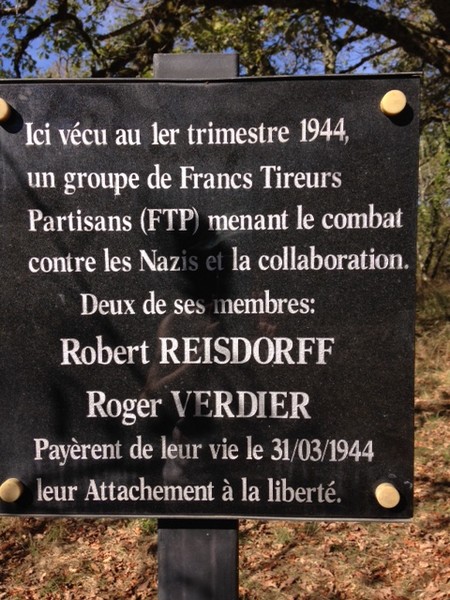 Ici vécu au 1er trimestre 1944,
un groupe de Francs Tireurs
Partisans (FTP) menant le combat
contre les Nazis et la collaboration.
Deux de ses membres:
Robert REISDORFF
Roger VERDIER
Payèrent de leur vie le 31/03/1944
leur Attachement à la liberté.